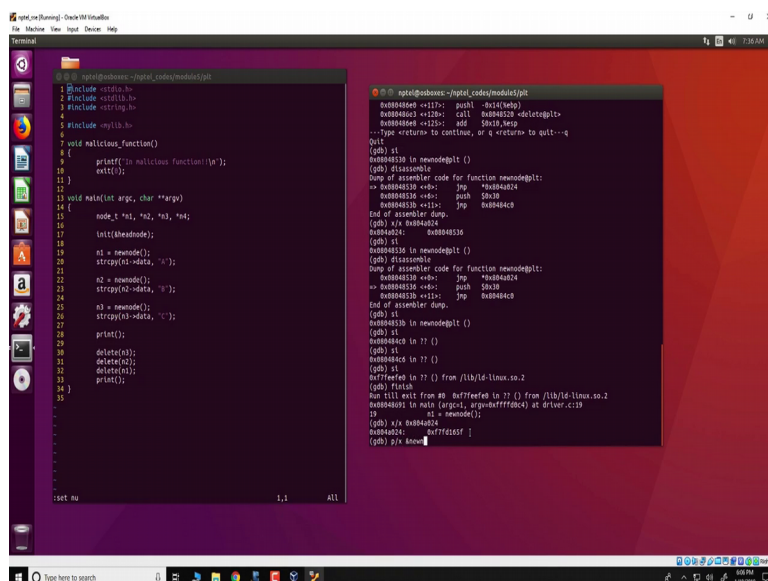 nptel_sse [Running] - Oracle VM VirtualBox
File Machine View Input Devices Help
Terminal
En
7:36 AM
nptel@osboxes: ~/nptel_codes/module5/plt
1 #include <stdio.h>
2 #include <stdlib.h>
3 #include <string.h>
4
5 #include <mylib.h>
6
7 void malicious_function()
8 {
9 printf("In malicious function!!\n");
10 exit(0);
11 }
12
13 void main(int argc, char **argv)
14 {
15 node_t *n1, *n2, *n3, *n4;
16
17 init(&headnode);
18
19 n1 = newnode();
20 strcpy(n1->data, "A");
21
22 n2 = newnode();
23 strcpy(n2->data, "B");
24
25 n3 = newnode();
26 strcpy(n3->data, "C");
27
28 print();
29
30 delete(n3);
31 delete(n2);
32 delete(n1);
33 print();
34 }
35
:set nu 1,1 All
nptel@osboxes: ~/nptel_codes/module5/plt
0x080486e0 <+117>: pushl -0x14(%ebp)
0x080486e3 <+120>: call 0x8048520 <delete@plt>
0x080486e8 <+125>: add $0x10,%esp
---Type <return> to continue, or q <return> to quit---q
Quit
(gdb) si
0x08048530 in newnode@plt ()
(gdb) disassemble
Dump of assembler code for function newnode@plt:
=> 0x08048530 <+0>: jmp *0x804a024
0x08048536 <+6>: push $0x30
0x0804853b <+11>: jmp 0x80484c0
End of assembler dump.
(gdb) x/x 0x804a024
0x804a024: 0x08048536
(gdb) si
0x08048536 in newnode@plt ()
(gdb) disassemble
Dump of assembler code for function newnode@plt:
0x08048530 <+0>: jmp *0x804a024
=> 0x08048536 <+6>: push $0x30
0x0804853b <+11>: jmp 0x80484c0
End of assembler dump.
(gdb) si
0x0804853b in newnode@plt ()
(gdb) si
0x080484c0 in ?? ()
(gdb) si
0x080484c6 in ?? ()
(gdb) si
0xf7feefe0 in ?? () from /lib/ld-linux.so.2
(gdb) finish
Run till exit from #0 0xf7feefe0 in ?? () from /lib/ld-linux.so.2
0x08048691 in main (argc=1, argv=0xffffd0c4) at driver.c:19
19 n1 = newnode();
(gdb) x/x 0x804a024
0x804a024: 0xf7fd165f
(gdb) p/x &newn
Type here to search
6:06 PM